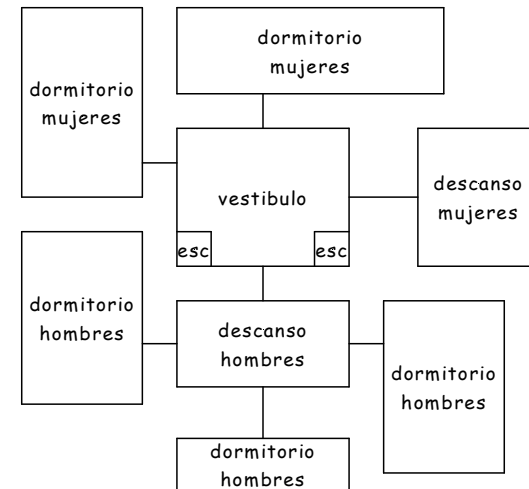 dormitorio
mujeres
dormitorio
mujeres
vestibulo
descanso
mujeres
esc
esc
dormitorio
hombres
descanso
hombres
dormitorio
hombres
dormitorio
hombres